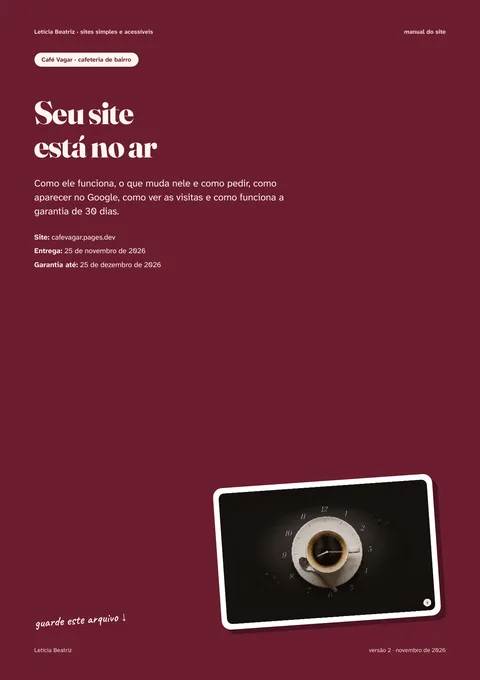 Letícia Beatriz · sites simples e acessíveis
manual do site
Café Vagar · cafeteria de bairro
Seu site
está no ar
Como ele funciona, o que muda nele e como pedir, como
aparecer no Google, como ver as visitas e como funciona a
garantia de 30 dias.
Site: cafevagar.pages.dev
Entrega: 25 de novembro de 2026
Garantia até: 25 de dezembro de 2026
11 12 1
10 2
9 3
8 4
6 5
guarde este arquivo ↓
Letícia Beatriz
versão 2 · novembro de 2026